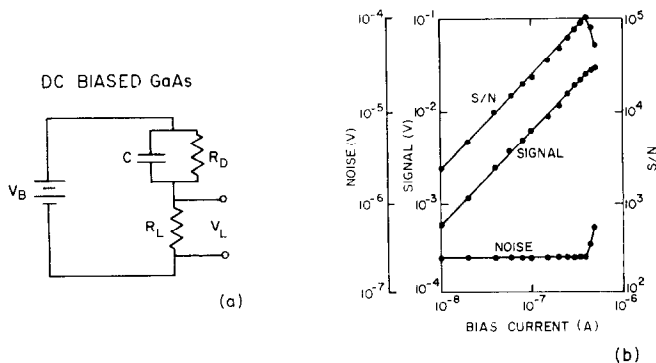 DC BIASED GaAs
C
R_D
V_B
R_L
V_L
(a)
10^-4
10^-5
10^-6
10^-7
NOISE (V)
10^-1
10^-2
10^-3
10^-4
SIGNAL (V)
S/N
SIGNAL
NOISE
10^5
10^4
10^3
10^2
S/N
10^-8
10^-7
10^-6
BIAS CURRENT (A)
(b)